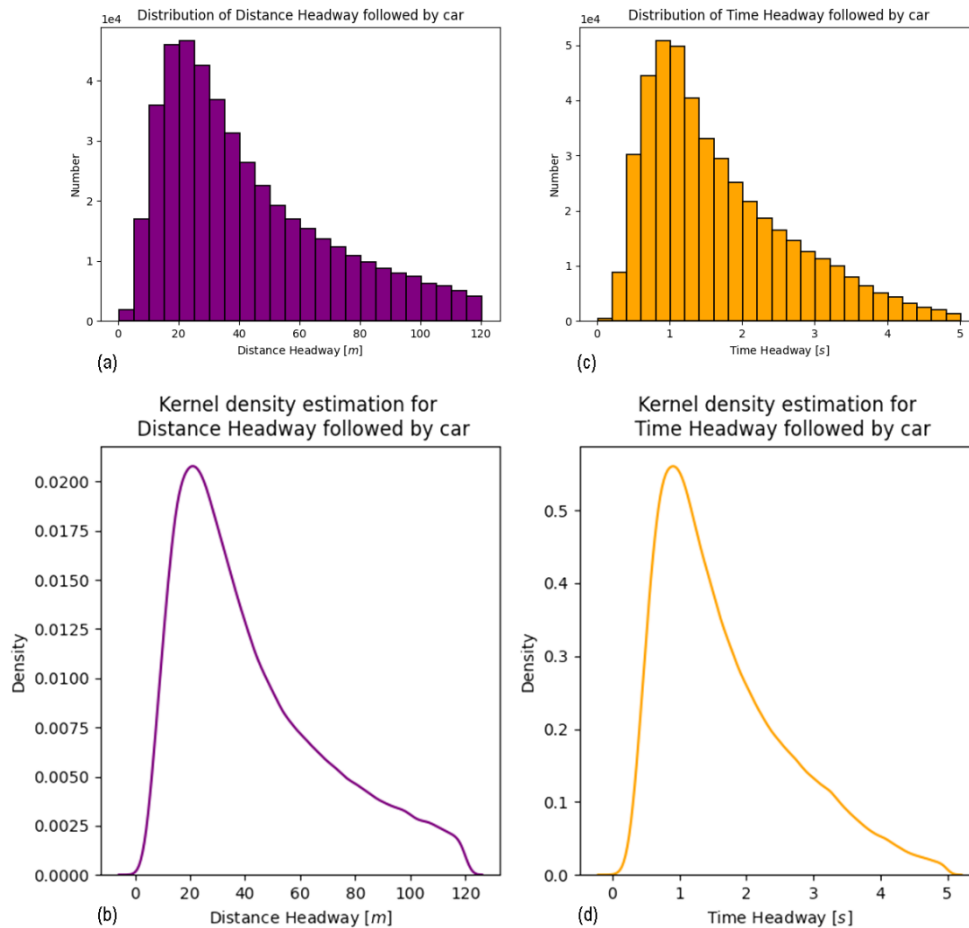 Distribution of Distance Headway followed by car
1e4
Number
4
3
2
1
0
0 20 40 60 80 100 120
Distance Headway [m]
(a)
Distribution of Time Headway followed by car
1e4
Number
5
4
3
2
1
0
0 1 2 3 4 5
Time Headway [s]
(c)
Kernel density estimation for
Distance Headway followed by car
Density
0.0200
0.0175
0.0150
0.0125
0.0100
0.0075
0.0050
0.0025
0.0000
0 20 40 60 80 100 120
Distance Headway [m]
(b)
Kernel density estimation for
Time Headway followed by car
Density
0.5
0.4
0.3
0.2
0.1
0.0
0 1 2 3 4 5
Time Headway [s]
(d)